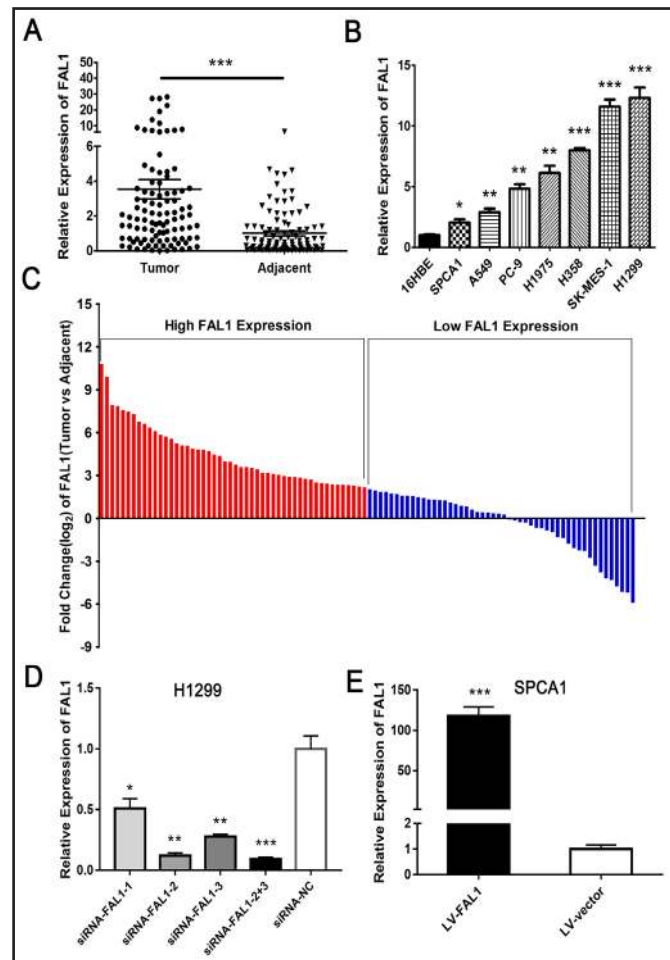 A
Relative Expression of FAL1
50
40
30
20
10
6
4
2
0
***
Tumor
Adjacent
B
Relative Expression of FAL1
15
10
5
0
*
**
**
**
***
***
***
16HBE
SPCA1
A549
PC-9
H1975
H358
SK-MES-1
H1299
C
Fold Change(log2) of FAL1(Tumor vs Adjacent)
15
12
9
6
3
0
-3
-6
-9
High FAL1 Expression
Low FAL1 Expression
D
H1299
Relative Expression of FAL1
1.5
1.0
0.5
0.0
*
**
**
***
siRNA-FAL1-1
siRNA-FAL1-2
siRNA-FAL1-3
siRNA-FAL1-2+3
siRNA-NC
E
SPCA1
Relative Expression of FAL1
150
100
50
2
1
0
***
LV-FAL1
LV-vector